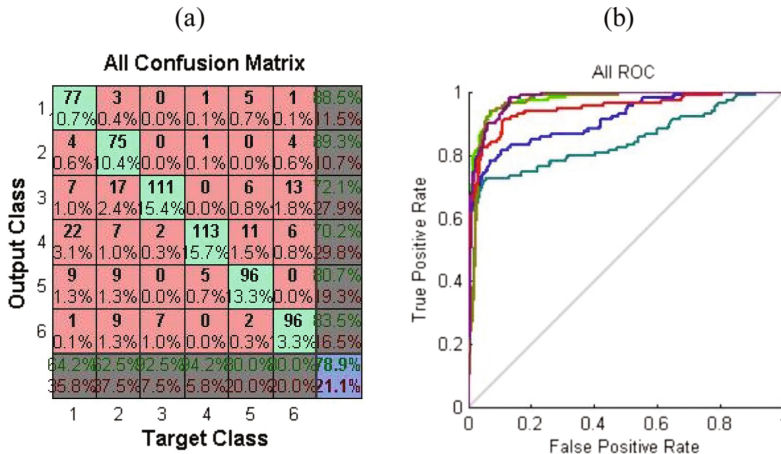 (a)
(b)
All Confusion Matrix
77 3 0 1 5 1 88.5%
0.7% 0.4% 0.0% 0.1% 0.7% 0.1% 11.5%
4 75 0 1 0 4 89.3%
0.6% 10.4% 0.0% 0.1% 0.0% 0.6% 10.7%
7 17 111 0 6 13 72.1%
1.0% 2.4% 15.4% 0.0% 0.8% 1.8% 27.9%
22 7 2 113 11 6 70.2%
3.1% 1.0% 0.3% 15.7% 1.5% 0.8% 29.8%
9 9 0 5 96 0 80.7%
1.3% 1.3% 0.0% 0.7% 13.3% 0.0% 19.3%
1 9 7 0 2 96 83.5%
0.1% 1.3% 1.0% 0.0% 0.3% 3.3% 16.5%
64.2% 62.5% 92.5% 94.2% 80.0% 80.0% 78.9%
35.8% 37.5% 7.5% 5.8% 20.0% 20.0% 21.1%
1 2 3 4 5 6
Output Class
1 2 3 4 5 6
Target Class
All ROC
1
0.8
0.6
0.4
0.2
0
True Positive Rate
0 0.2 0.4 0.6 0.8 1
False Positive Rate